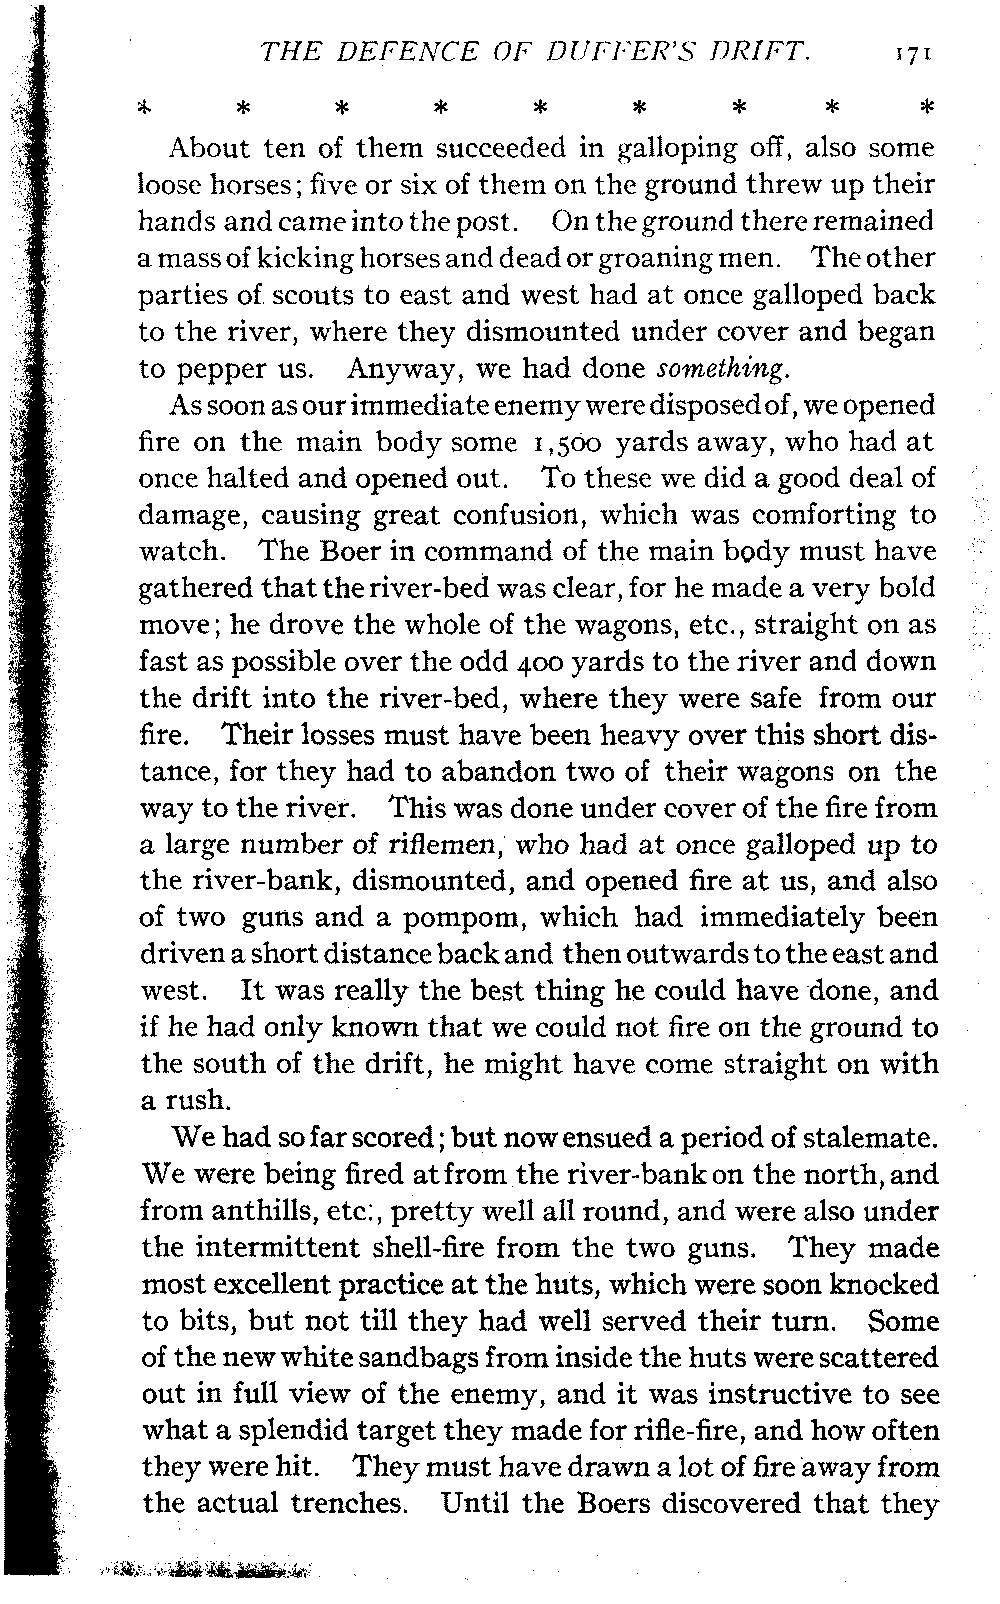 THE DEFENCE OF DUFFER'S DRIFT. 171
* * * * * * * * *
About ten of them succeeded in galloping off, also some
loose horses; five or six of them on the ground threw up their
hands and came into the post. On the ground there remained
a mass of kicking horses and dead or groaning men. The other
parties of scouts to east and west had at once galloped back
to the river, where they dismounted under cover and began
to pepper us. Anyway, we had done something.
As soon as our immediate enemy were disposed of, we opened
fire on the main body some 1,500 yards away, who had at
once halted and opened out. To these we did a good deal of
damage, causing great confusion, which was comforting to
watch. The Boer in command of the main body must have
gathered that the river-bed was clear, for he made a very bold
move; he drove the whole of the wagons, etc., straight on as
fast as possible over the odd 400 yards to the river and down
the drift into the river-bed, where they were safe from our
fire. Their losses must have been heavy over this short dis-
tance, for they had to abandon two of their wagons on the
way to the river. This was done under cover of the fire from
a large number of riflemen, who had at once galloped up to
the river-bank, dismounted, and opened fire at us, and also
of two guns and a pompom, which had immediately been
driven a short distance back and then outwards to the east and
west. It was really the best thing he could have done, and
if he had only known that we could not fire on the ground to
the south of the drift, he might have come straight on with
a rush.
We had so far scored; but now ensued a period of stalemate.
We were being fired at from the river-bank on the north, and
from anthills, etc., pretty well all round, and were also under
the intermittent shell-fire from the two guns. They made
most excellent practice at the huts, which were soon knocked
to bits, but not till they had well served their turn. Some
of the new white sandbags from inside the huts were scattered
out in full view of the enemy, and it was instructive to see
what a splendid target they made for rifle-fire, and how often
they were hit. They must have drawn a lot of fire away from
the actual trenches. Until the Boers discovered that they